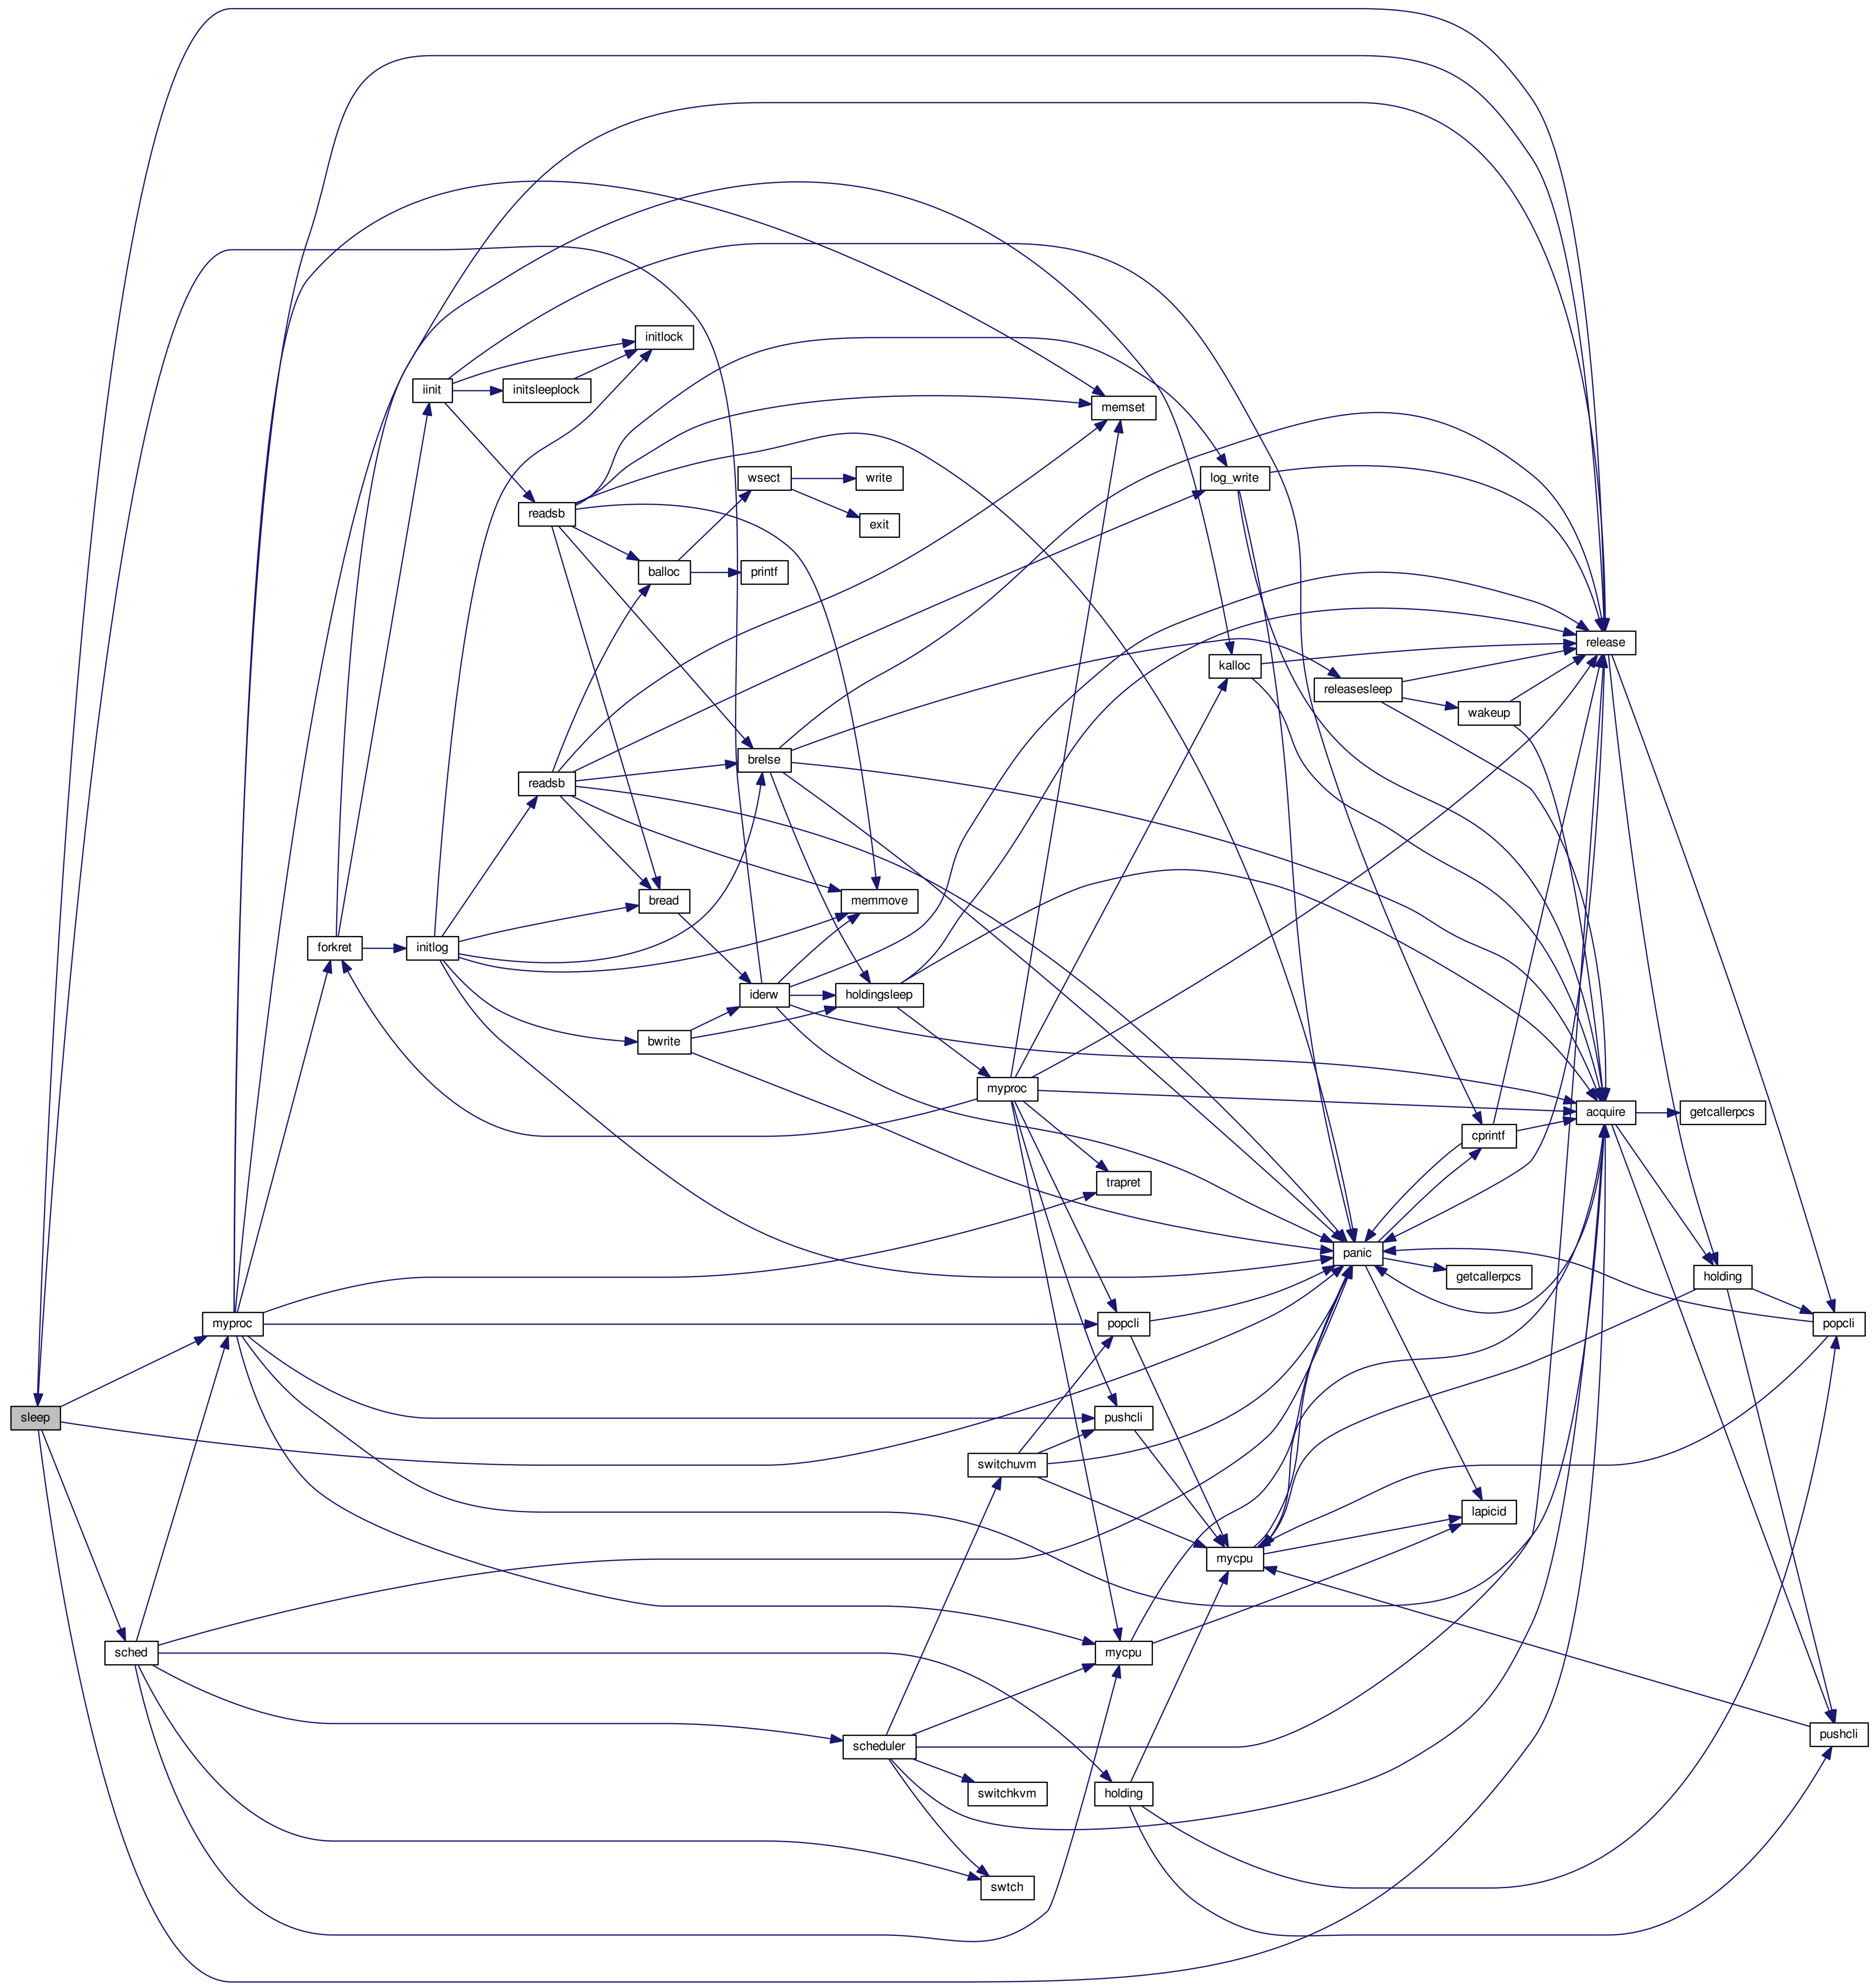 initlock
iinit
initsleeplock
memset
wsect
write
log_write
readsb
exit
balloc
printf
release
kalloc
releasesleep
wakeup
brelse
readsb
bread
memmove
forkret
initlog
iderw
holdingsleep
bwrite
myproc
acquire
getcallerpcs
cprintf
trapret
panic
getcallerpcs
holding
myproc
popcli
popcli
sleep
pushcli
switchuvm
lapicid
mycpu
sched
mycpu
pushcli
scheduler
switchkvm
holding
swtch